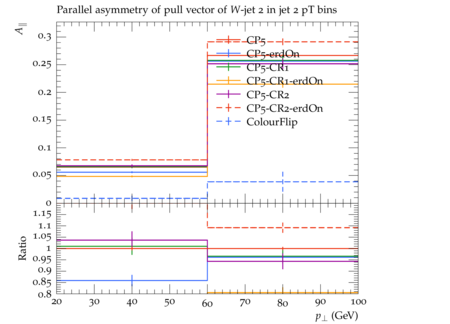 Parallel asymmetry of pull vector of W-jet 2 in jet 2 pT bins
A∥
0.3
0.25
0.2
0.15
0.1
0.05
0
CP5
CP5-erdOn
CP5-CR1
CP5-CR1-erdOn
CP5-CR2
CP5-CR2-erdOn
ColourFlip
Ratio
1.15
1.1
1.05
1.0
0.95
0.9
0.85
0.8
20 30 40 50 60 70 80 90 100
p⊥ (GeV)